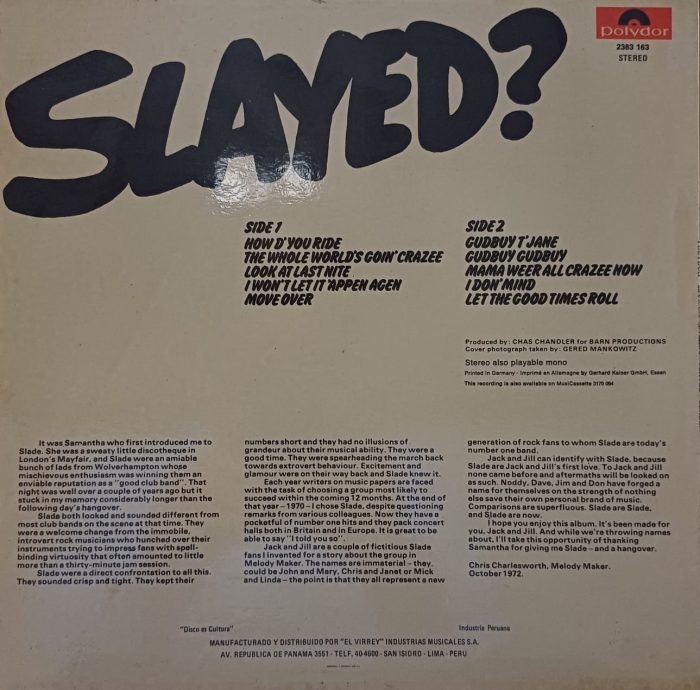 SLAYED?
Polydor
2383 163
STEREO
SIDE 1
HOW D'YOU RIDE
THE WHOLE WORLD'S GOIN' CRAZEE
LOOK AT LAST NITE
I WON'T LET IT 'APPEN AGEN
MOVE OVER
SIDE 2
GUDBUY T'JANE
GUDBUY GUDBUY
MAMA WEER ALL CRAZEE NOW
I DON' MIND
LET THE GOOD TIMES ROLL
Produced by: CHAS CHANDLER for BARN PRODUCTIONS
Cover photograph taken by: GERED MANKOWITZ
Stereo also playable mono
Printed in Germany - Imprimé en Allemagne by Gerhard Kaiser GmbH, Essen
This recording is also available on MusiCassette 3170 094
It was Samantha who first introduced me to
Slade. She was a sweaty little discotheque in
London's Mayfair, and Slade were an amiable
bunch of lads from Wolverhampton whose
mischievous enthusiasm was winning them an
enviable reputation as a "good club band". That
night was well over a couple of years ago but it
stuck in my memory considerably longer than the
following day's hangover.
Slade both looked and sounded different from
most club bands on the scene at that time. They
were a welcome change from the immobile,
introvert rock musicians who hunched over their
instruments trying to impress fans with spell-
binding virtuosity that often amounted to little
more than a thirty-minute jam session.
Slade were a direct confrontation to all this.
They sounded crisp and tight. They kept their
numbers short and they had no illusions of
grandeur about their musical ability. They were a
good time. They were spearheading the march back
towards extrovert behaviour. Excitement and
glamour were on their way back and Slade knew it.
Each year writers on music papers are faced
with the task of choosing a group most likely to
succeed within the coming 12 months. At the end of
that year – 1970 – I chose Slade, despite questioning
remarks from various colleagues. Now they have a
pocketful of number one hits and they pack concert
halls both in Britain and in Europe. It is great to be
able to say "I told you so".
Jack and Jill are a couple of fictitious Slade
fans I invented for a story about the group in
Melody Maker. The names are immaterial – they
could be John and Mary, Chris and Janet or Mick
and Linda – the point is that they all represent a new
generation of rock fans to whom Slade are today's
number one band.
Jack and Jill can identify with Slade, because
Slade are Jack and Jill's first love. To Jack and Jill
none came before and aftermaths will be looked on
as such. Noddy, Dave, Jim and Don have forged a
name for themselves on the strength of nothing
else save their own personal brand of music.
Comparisons are superfluous. Slade are Slade,
and Slade are now.
I hope you enjoy this album. It's been made for
you, Jack and Jill. And while we're throwing names
about, I'll take this opportunity of thanking
Samantha for giving me Slade – and a hangover.
Chris Charlesworth, Melody Maker.
October 1972.
"Disco es Cultura"
Industria Peruana
MANUFACTURADO Y DISTRIBUIDO POR "EL VIRREY" INDUSTRIAS MUSICALES S.A.
AV. REPUBLICA DE PANAMA 3551 - TELF. 40-4600 - SAN ISIDRO - LIMA - PERU